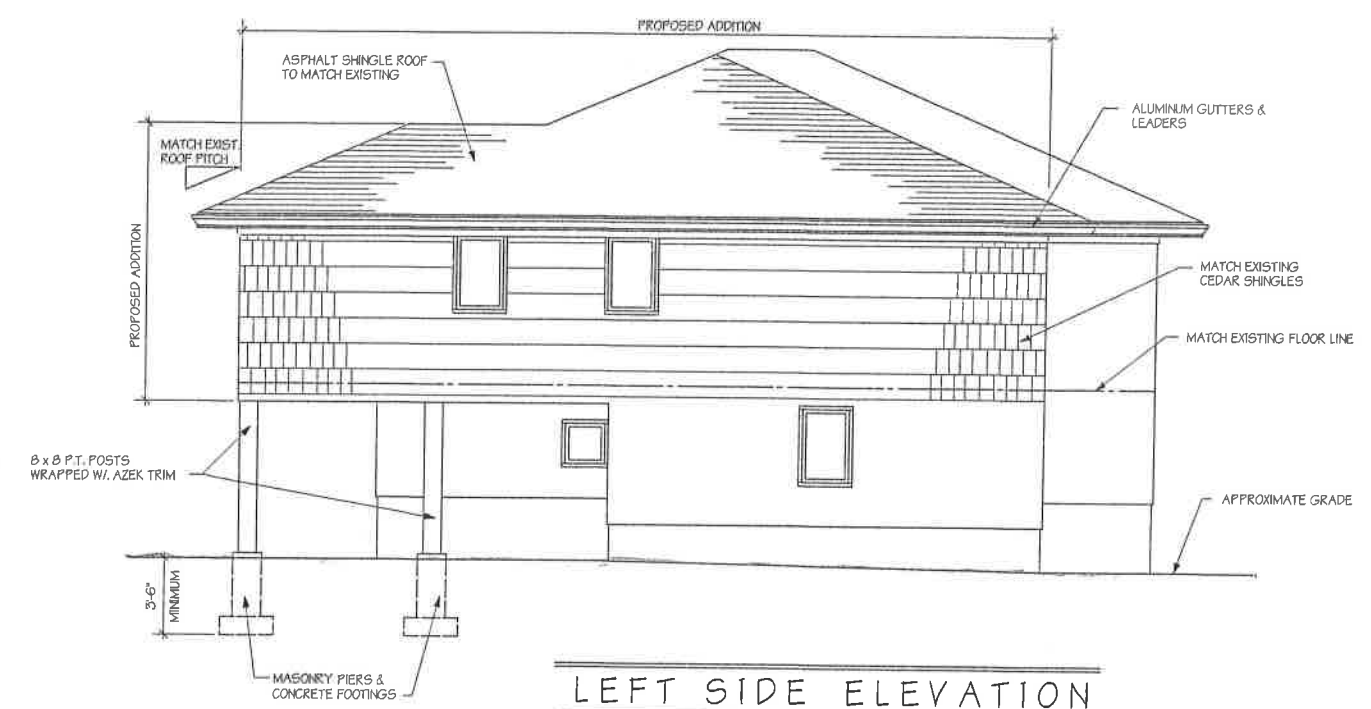 PROPOSED ADDITION
ASPHALT SHINGLE ROOF
TO MATCH EXISTING
ALUMINUM GUTTERS &
LEADERS
MATCH EXIST.
ROOF PITCH
PROPOSED ADDITION
MATCH EXISTING
CEDAR SHINGLES
MATCH EXISTING FLOOR LINE
8 x 8 P.T. POSTS
WRAPPED W/. AZEK TRIM
APPROXIMATE GRADE
3'-6"
MINIMUM
MASONRY PIERS &
CONCRETE FOOTINGS
LEFT SIDE ELEVATION